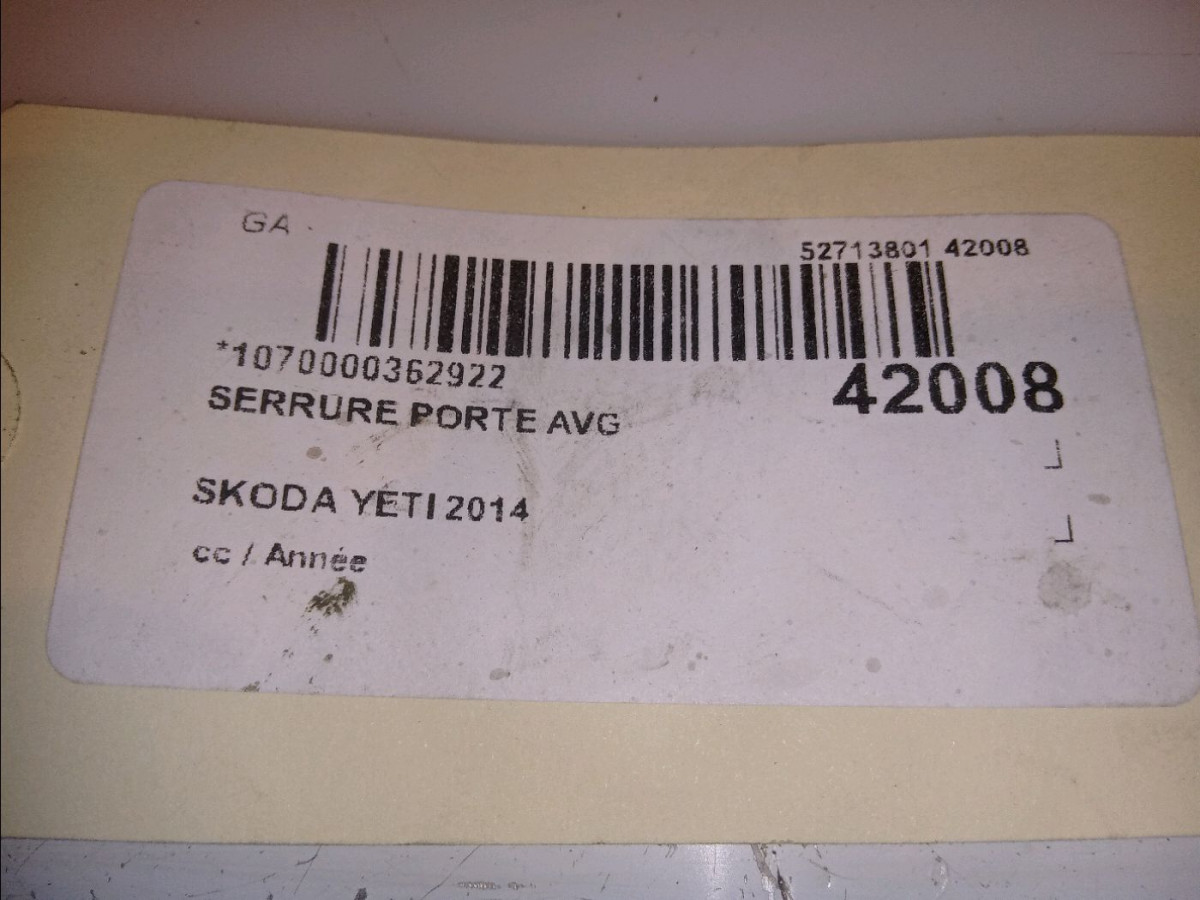 GA
52713801 42008
*1070000362922
42008
SERRURE PORTE AVG
SKODA YETI 2014
cc / Année